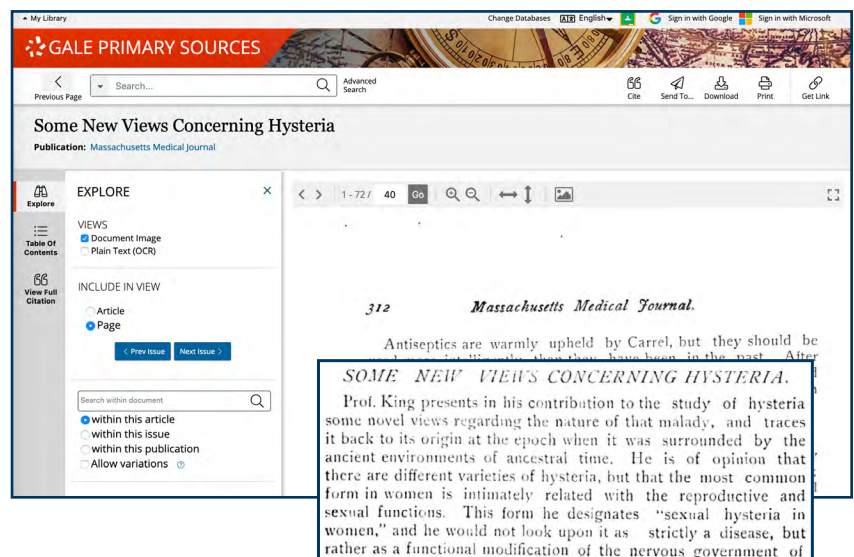 My Library
Change Databases
English
Sign in with Google
Sign in with Microsoft
GALE PRIMARY SOURCES
Previous Page
Search...
Advanced Search
Cite
Send To...
Download
Print
Get Link
Some New Views Concerning Hysteria
Publication: Massachusetts Medical Journal
Explore
Table Of Contents
View Full Citation
EXPLORE
×
VIEWS
Document Image
Plain Text (OCR)
INCLUDE IN VIEW
Article
Page
< Prev Issue
Next Issue >
Search within document
within this article
within this issue
within this publication
Allow variations
1 - 72 / 40 Go
312 Massachusetts Medical Journal.
Antiseptics are warmly upheld by Carrel, but they should be
in the past. After
SOME NEW VIEWS CONCERNING HYSTERIA.
Prof. King presents in his contribution to the study of hysteria
some novel views regarding the nature of that malady, and traces
it back to its origin at the epoch when it was surrounded by the
ancient environments of ancestral time. He is of opinion that
there are different varieties of hysteria, but that the most common
form in women is intimately related with the reproductive and
sexual functions. This form he designates "sexual hysteria in
women," and he would not look upon it as strictly a disease, but
rather as a functional modification of the nervous government of